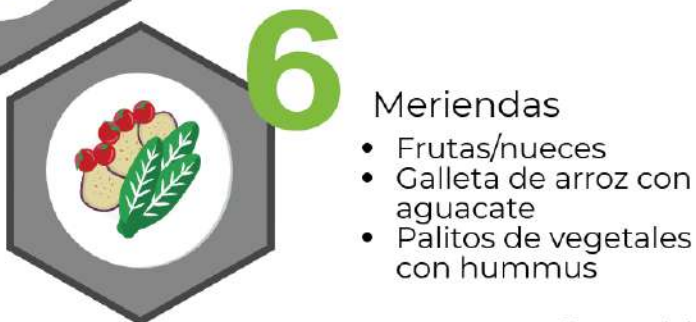 6
Meriendas
• Frutas/nueces
• Galleta de arroz con
aguacate
• Palitos de vegetales
con hummus